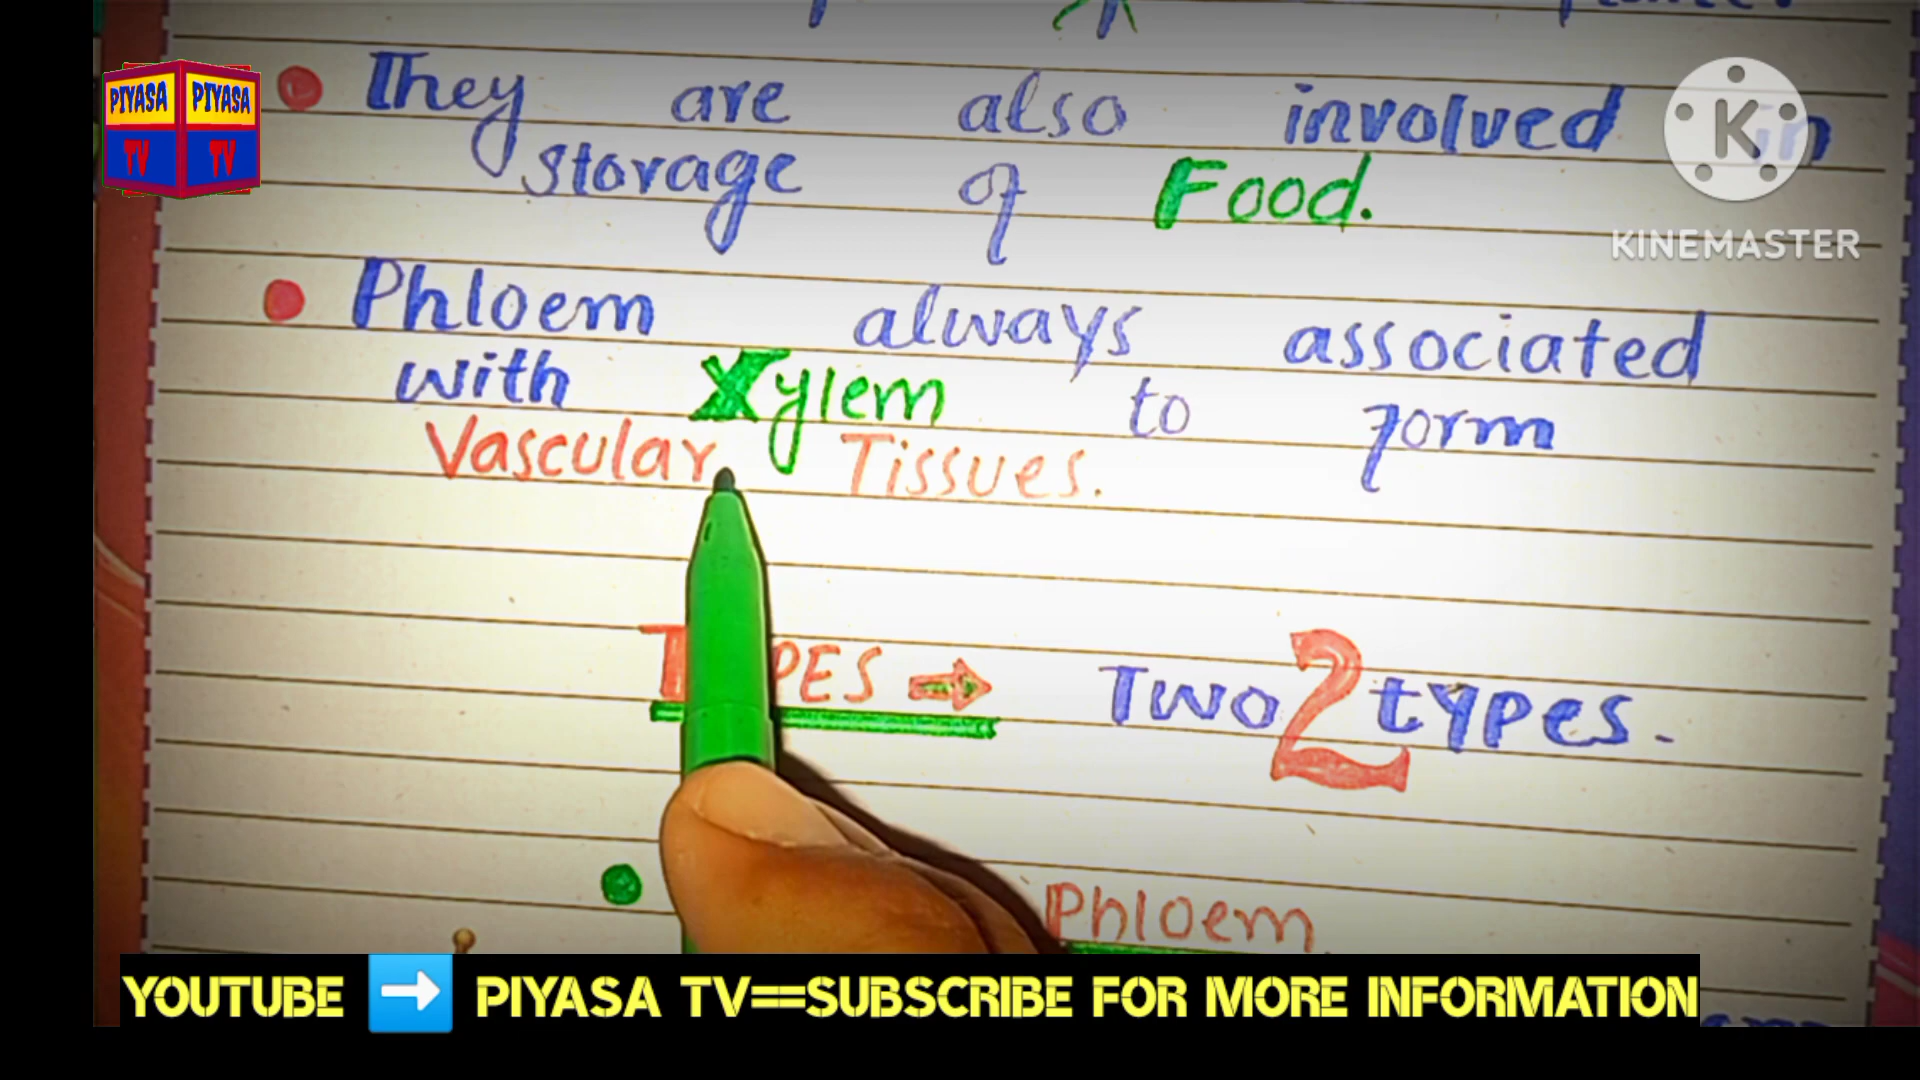 They are also involved in
storage of Food.
Phloem always associated
with Xylem to form
Vascular Tissues.
Two 2 types.
Phloem
PIYASA PIYASA
TV TV
K
KINEMASTER
YOUTUBE ➡ PIYASA TV==SUBSCRIBE FOR MORE INFORMATION